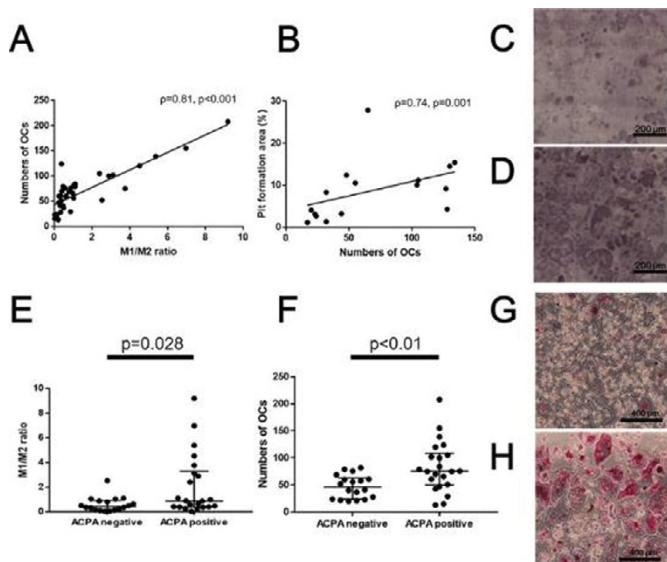 A
B
C
D
ρ=0.81, p<0.001
Numbers of OCs
250
200
150
100
50
0
0 2 4 6 8 10
M1/M2 ratio
ρ=0.74, p=0.001
Pit formation area (%)
30
20
10
0
0 50 100 150
Numbers of OCs
200 μm
200 μm
E
F
G
H
p=0.028
M1/M2 ratio
10
8
6
4
2
0
ACPA negative ACPA positive
p<0.01
Numbers of OCs
250
200
150
100
50
0
ACPA negative ACPA positive
400 μm
400 μm